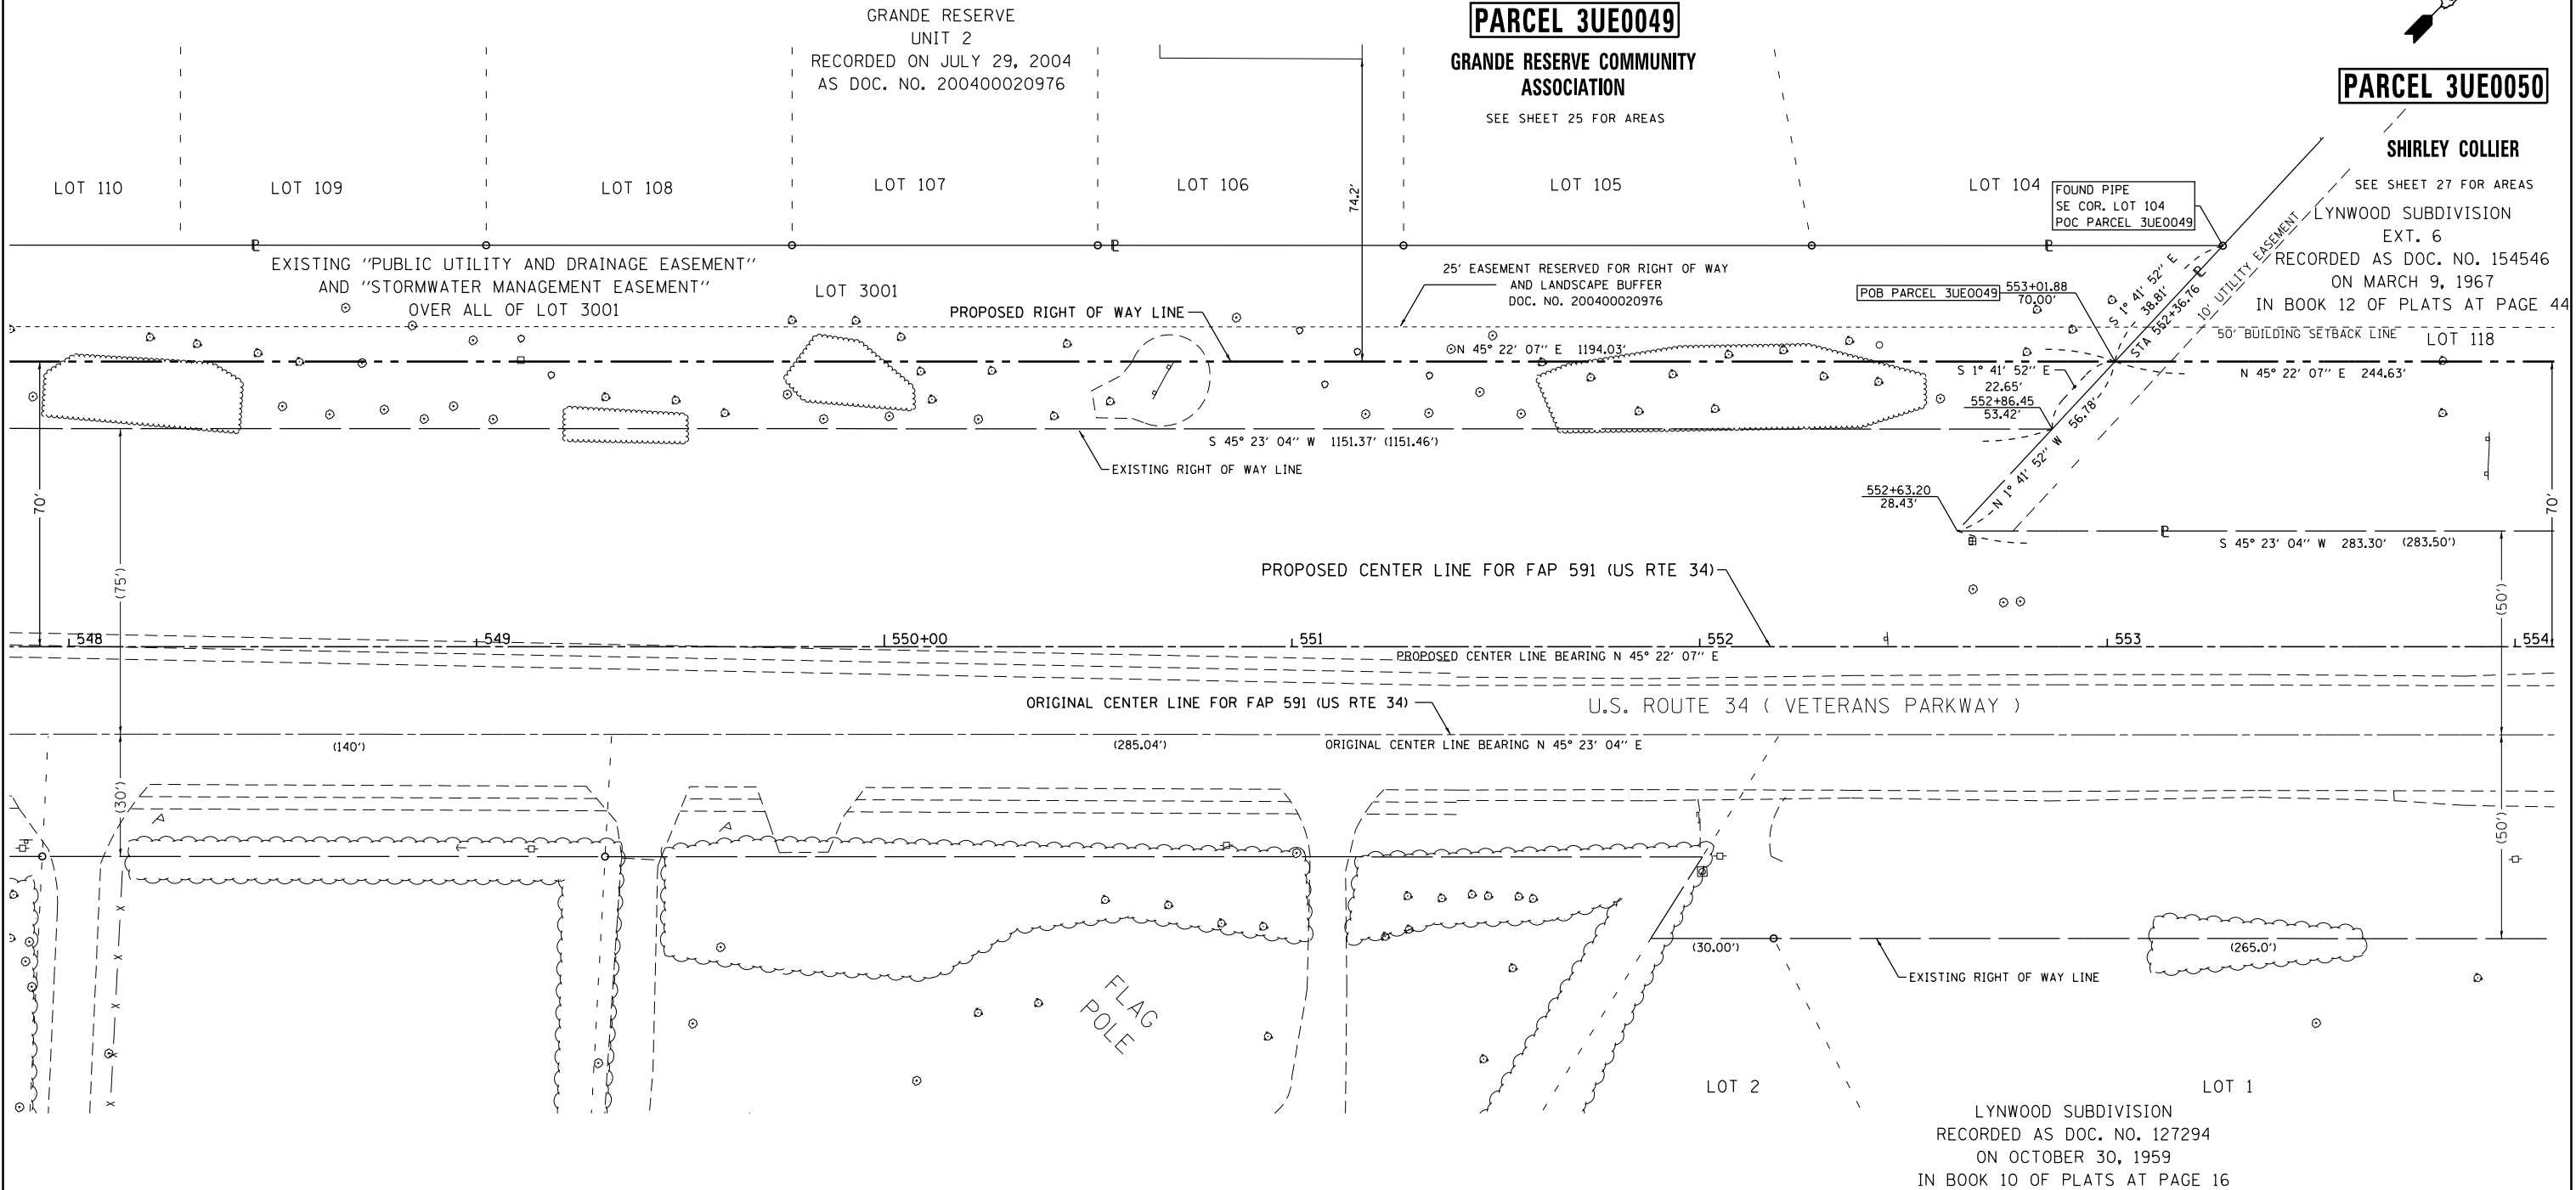 GRANDE RESERVE
UNIT 2
RECORDED ON JULY 29, 2004
AS DOC. NO. 200400020976
PARCEL 3UE0049
GRANDE RESERVE COMMUNITY
ASSOCIATION
SEE SHEET 25 FOR AREAS
PARCEL 3UE0050
SHIRLEY COLLIER
SEE SHEET 27 FOR AREAS
LYNWOOD SUBDIVISION
EXT. 6
RECORDED AS DOC. NO. 154546
ON MARCH 9, 1967
IN BOOK 12 OF PLATS AT PAGE 44
LOT 110
LOT 109
LOT 108
LOT 107
LOT 106
LOT 105
LOT 104
74.2'
FOUND PIPE
SE COR. LOT 104
POC PARCEL 3UE0049
EXISTING "PUBLIC UTILITY AND DRAINAGE EASEMENT"
AND "STORMWATER MANAGEMENT EASEMENT"
OVER ALL OF LOT 3001
LOT 3001
PROPOSED RIGHT OF WAY LINE
25' EASEMENT RESERVED FOR RIGHT OF WAY
AND LANDSCAPE BUFFER
DOC. NO. 200400020976
POB PARCEL 3UE0049
553+01.88
70.00'
S 1° 41' 52" E
38.81'
STA 552+36.76
10' UTILITY EASEMENT
50' BUILDING SETBACK LINE
LOT 118
N 45° 22' 07" E 1194.03'
S 1° 41' 52" E
22.65'
552+86.45
53.42'
N 45° 22' 07" E 244.63'
N 1° 41' 52" W 56.78'
S 45° 23' 04" W 1151.37' (1151.46')
EXISTING RIGHT OF WAY LINE
552+63.20
28.43'
S 45° 23' 04" W 283.30' (283.50')
70'
(75')
(50')
70'
PROPOSED CENTER LINE FOR FAP 591 (US RTE 34)
548
549
550+00
551
552
553
554
PROPOSED CENTER LINE BEARING N 45° 22' 07" E
ORIGINAL CENTER LINE FOR FAP 591 (US RTE 34)
U.S. ROUTE 34 ( VETERANS PARKWAY )
(140')
(285.04')
ORIGINAL CENTER LINE BEARING N 45° 23' 04" E
(30')
(50')
(30.00')
(265.0')
EXISTING RIGHT OF WAY LINE
FLAG
POLE
LOT 2
LOT 1
LYNWOOD SUBDIVISION
RECORDED AS DOC. NO. 127294
ON OCTOBER 30, 1959
IN BOOK 10 OF PLATS AT PAGE 16